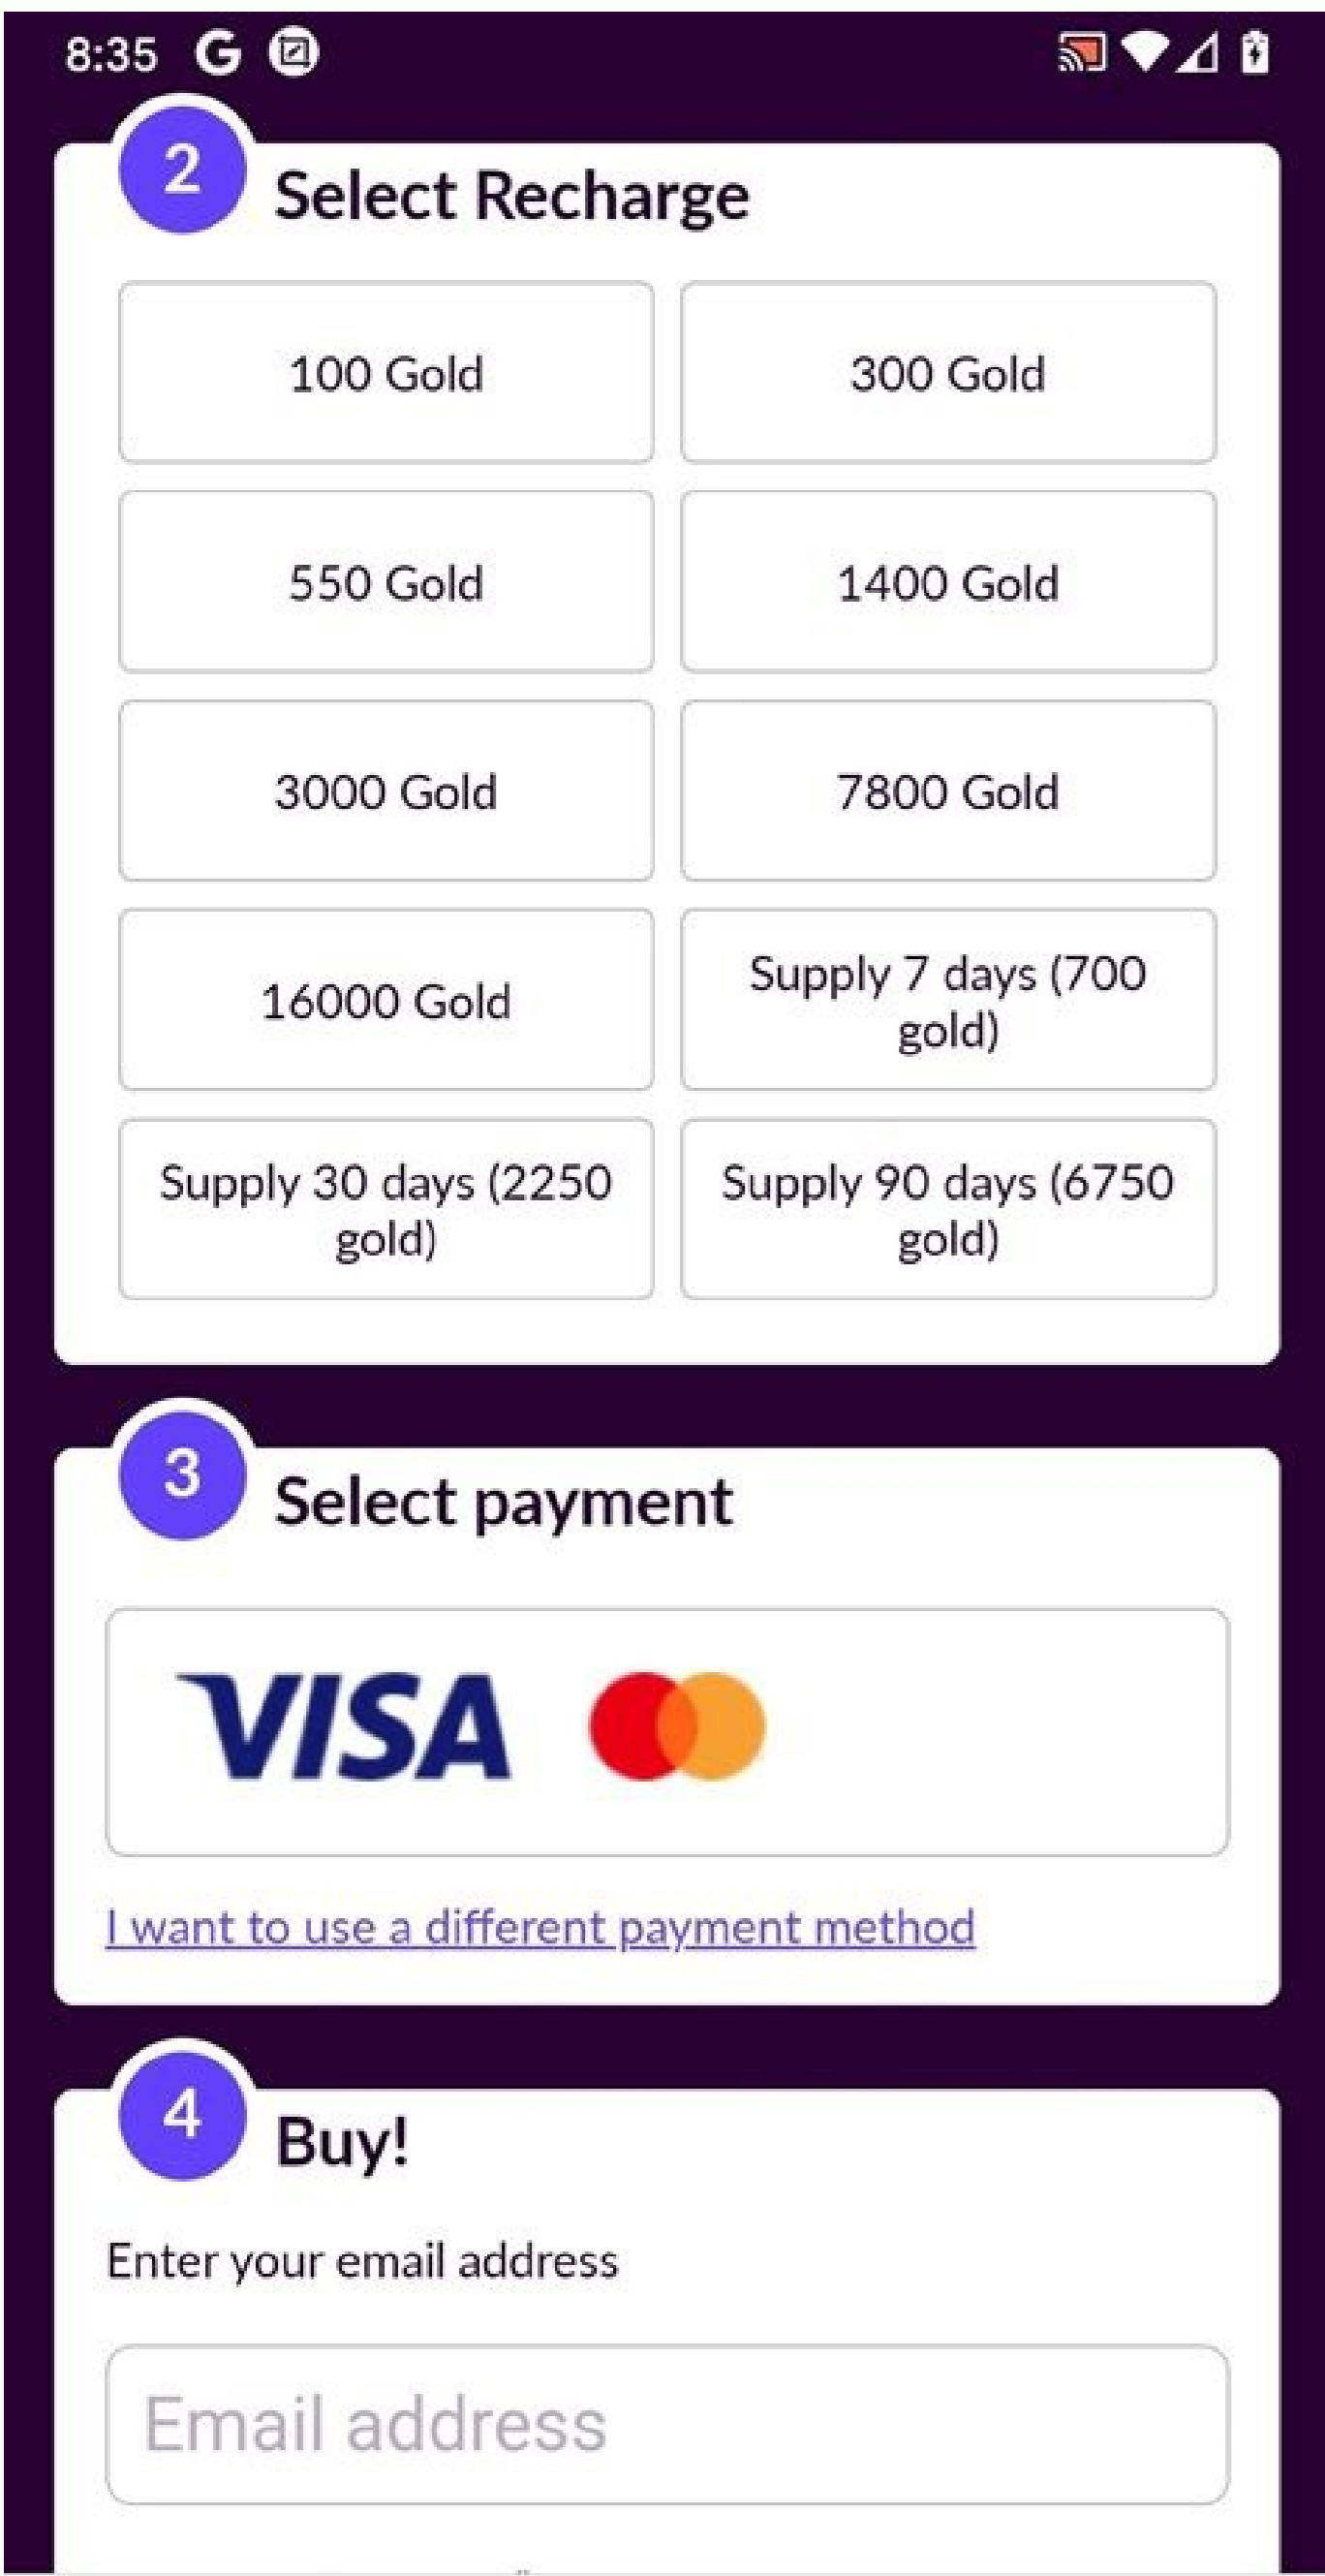 8:35
2
Select Recharge
100 Gold
300 Gold
550 Gold
1400 Gold
3000 Gold
7800 Gold
16000 Gold
Supply 7 days (700
gold)
Supply 30 days (2250
gold)
Supply 90 days (6750
gold)
3
Select payment
VISA
I want to use a different payment method
4
Buy!
Enter your email address
Email address